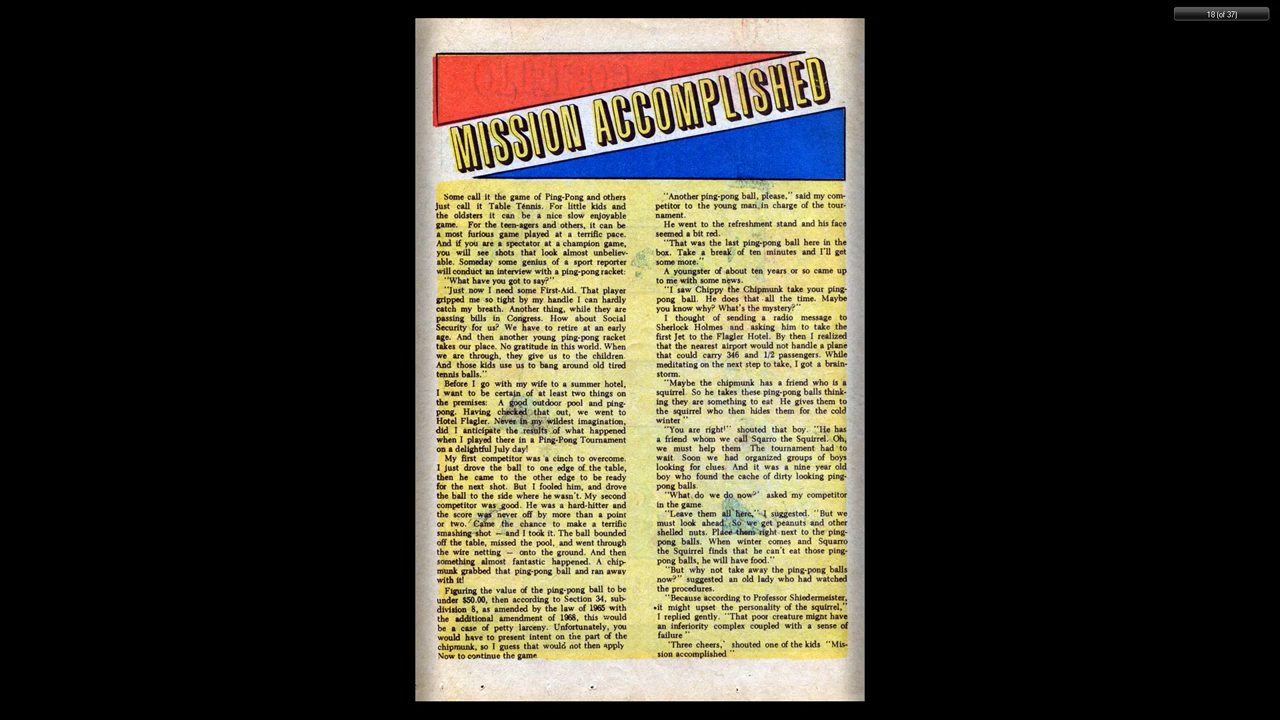 18 (of 37)
MISSION ACCOMPLISHED
Some call it the game of Ping-Pong and others
just call it Table Tennis. For little kids and
the oldsters it can be a nice slow enjoyable
game. For the teen-agers and others, it can be
a most furious game played at a terrific pace.
And if you are a spectator at a champion game,
you will see shots that look almost unbeliev-
able. Someday some genius of a sport reporter
will conduct an interview with a ping-pong racket:
"What have you got to say?"
"Just now I need some First-Aid. That player
gripped me so tight by my handle I can hardly
catch my breath. Another thing, while they are
passing bills in Congress. How about Social
Security for us? We have to retire at an early
age. And then another young ping-pong racket
takes our place. No gratitude in this world. When
we are through, they give us to the children.
And those kids use us to bang around old tired
tennis balls."
Before I go with my wife to a summer hotel,
I want to be certain of at least two things on
the premises: A good outdoor pool and ping-
pong. Having checked that out, we went to
Hotel Flagler. Never in my wildest imagination,
did I anticipate the results of what happened
when I played there in a Ping-Pong Tournament
on a delightful July day!
My first competitor was a cinch to overcome.
I just drove the ball to one edge of the table,
then he came to the other edge to be ready
for the next shot. But I fooled him, and drove
the ball to the side where he wasn't. My second
competitor was good. He was a hard-hitter and
the score was never off by more than a point
or two. Came the chance to make a terrific
smashing shot — and I took it. The ball bounded
off the table, missed the pool, and went through
the wire netting — onto the ground. And then
something almost fantastic happened. A chip-
munk grabbed that ping-pong ball and ran away
with it!
Figuring the value of the ping-pong ball to be
under $50.00, then according to Section 34, sub-
division 8, as amended by the law of 1965 with
the additional amendment of 1968, this would
be a case of petty larceny. Unfortunately, you
would have to present intent on the part of the
chipmunk, so I guess that would not then apply
Now to continue the game
"Another ping-pong ball, please," said my com-
petitor to the young man in charge of the tour-
nament.
He went to the refreshment stand and his face
seemed a bit red.
"That was the last ping-pong ball here in the
box. Take a break of ten minutes and I'll get
some more."
A youngster of about ten years or so came up
to me with some news.
"I saw Chippy the Chipmunk take your ping-
pong ball. He does that all the time. Maybe
you know why? What's the mystery?"
I thought of sending a radio message to
Sherlock Holmes and asking him to take the
first Jet to the Flagler Hotel. By then I realized
that the nearest airport would not handle a plane
that could carry 346 and 1/2 passengers. While
meditating on the next step to take, I got a brain-
storm.
"Maybe the chipmunk has a friend who is a
squirrel. So he takes these ping-pong balls think-
ing they are something to eat He gives them to
the squirrel who then hides them for the cold
winter"
"You are right!" shouted that boy. "He has
a friend whom we call Sqarro the Squirrel. Oh,
we must help them The tournament had to
wait. Soon we had organized groups of boys
looking for clues. And it was a nine year old
boy who found the cache of dirty looking ping-
pong balls
"What do we do now?' asked my competitor
in the game
"Leave them all here," I suggested. "But we
must look ahead. So we get peanuts and other
shelled nuts. Place them right next to the ping-
pong balls. When winter comes and Squarro
the Squirrel finds that he can't eat those ping-
pong balls, he will have food."
"But why not take away the ping-pong balls
now?" suggested an old lady who had watched
the procedures.
"Because according to Professor Shiedermeister,
it might upset the personality of the squirrel,"
I replied gently. "That poor creature might have
an inferiority complex coupled with a sense of
failure"
'Three cheers,' shouted one of the kids "Mis-
sion accomplished"